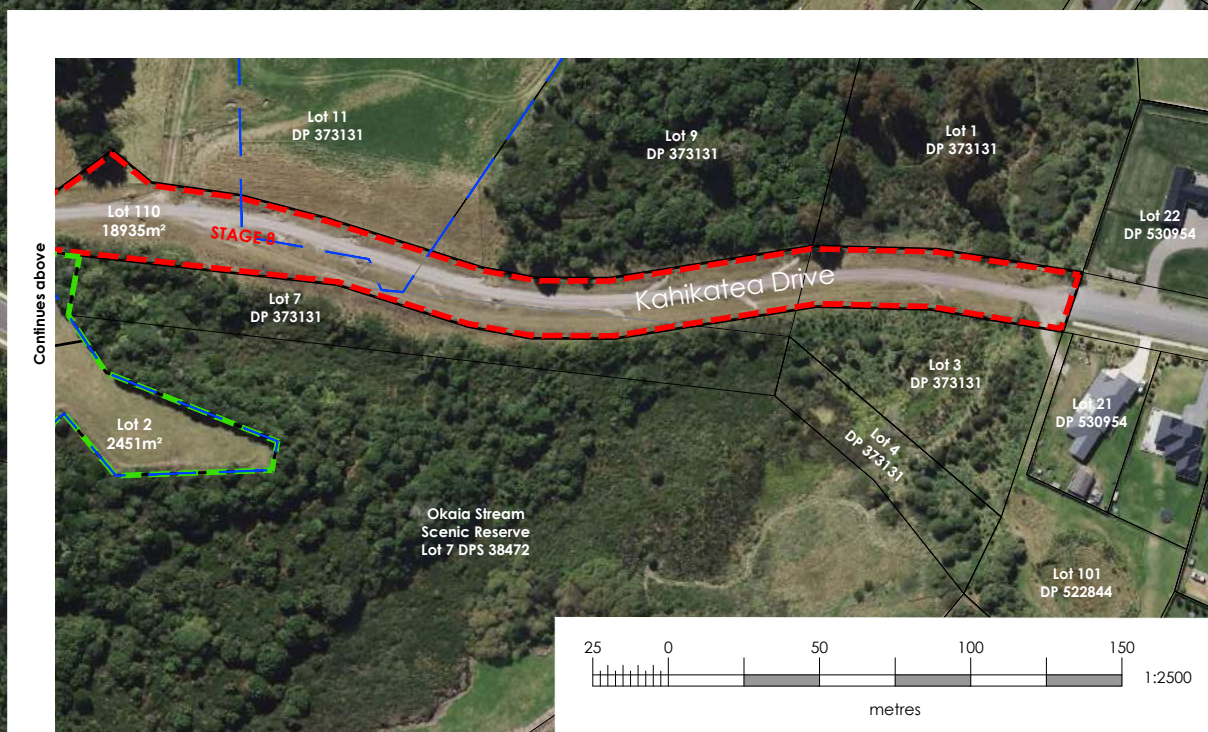 Lot 11
DP 373131
Lot 9
DP 373131
Lot 1
DP 373131
Lot 22
DP 530954
Lot 110
18935m²
STAGE 8
Continues above
Kahikatea Drive
Lot 7
DP 373131
Lot 3
DP 373131
Lot 21
DP 530954
Lot 2
2451m²
Lot 4
DP 373131
Okaia Stream
Scenic Reserve
Lot 7 DPS 38472
Lot 101
DP 522844
25 0 50 100 150
1:2500
metres